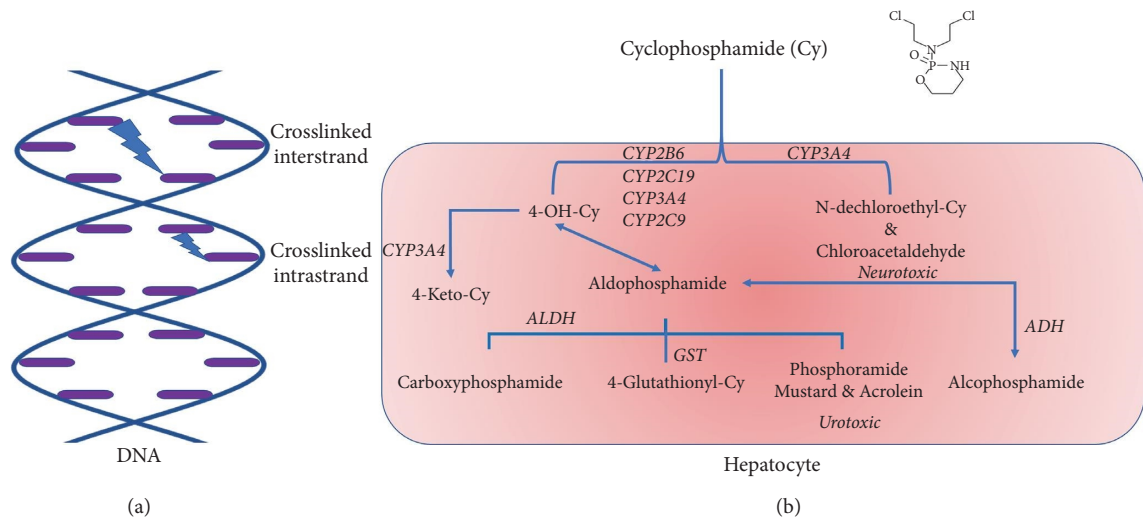 Crosslinked
interstrand
Crosslinked
intrastrand
DNA
(a)
Cyclophosphamide (Cy)
Cl
Cl
N
O
P
NH
O
CYP2B6
CYP2C19
CYP3A4
CYP2C9
CYP3A4
4-OH-Cy
N-dechloroethyl-Cy
&
Chloroacetaldehyde
Neurotoxic
CYP3A4
4-Keto-Cy
Aldophosphamide
ALDH
GST
ADH
Carboxyphosphamide
4-Glutathionyl-Cy
Phosphoramide
Mustard & Acrolein
Urotoxic
Alcophosphamide
Hepatocyte
(b)